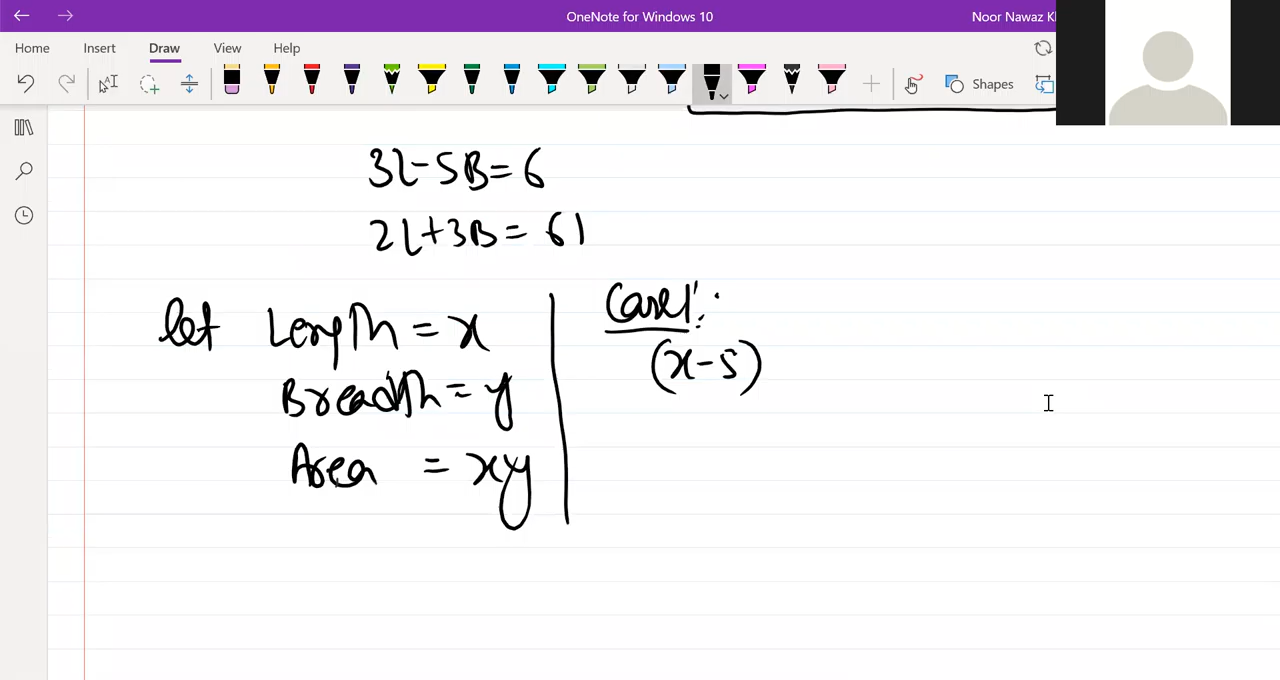 OneNote for Windows 10
Noor Nawaz K
Home Insert Draw View Help
Shapes
3L-5B=6
2L+3B=61
let Length = x
Breadth = y
Area = xy
Case1:
(x-5)